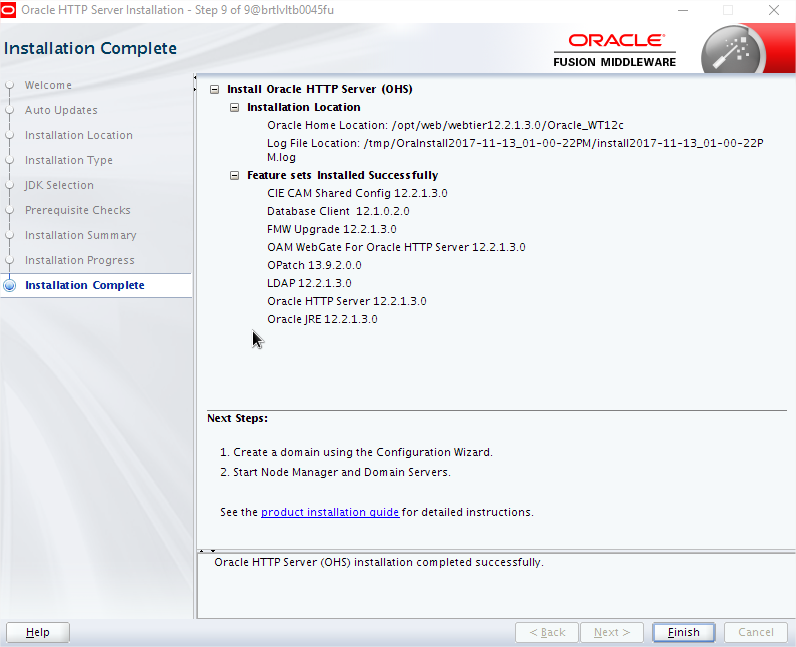 Oracle HTTP Server Installation - Step 9 of 9@brtlvltb0045fu
Installation Complete
ORACLE
FUSION MIDDLEWARE
Welcome
Auto Updates
Installation Location
Installation Type
JDK Selection
Prerequisite Checks
Installation Summary
Installation Progress
Installation Complete
Install Oracle HTTP Server (OHS)
Installation Location
Oracle Home Location: /opt/web/webtier12.2.1.3.0/Oracle_WT12c
Log File Location: /tmp/OraInstall2017-11-13_01-00-22PM/install2017-11-13_01-00-22P
M.log
Feature sets Installed Successfully
CIE CAM Shared Config 12.2.1.3.0
Database Client 12.1.0.2.0
FMW Upgrade 12.2.1.3.0
OAM WebGate For Oracle HTTP Server 12.2.1.3.0
OPatch 13.9.2.0.0
LDAP 12.2.1.3.0
Oracle HTTP Server 12.2.1.3.0
Oracle JRE 12.2.1.3.0
Next Steps:
1. Create a domain using the Configuration Wizard.
2. Start Node Manager and Domain Servers.
See the product installation guide for detailed instructions.
Oracle HTTP Server (OHS) installation completed successfully.
Help
< Back
Next >
Finish
Cancel